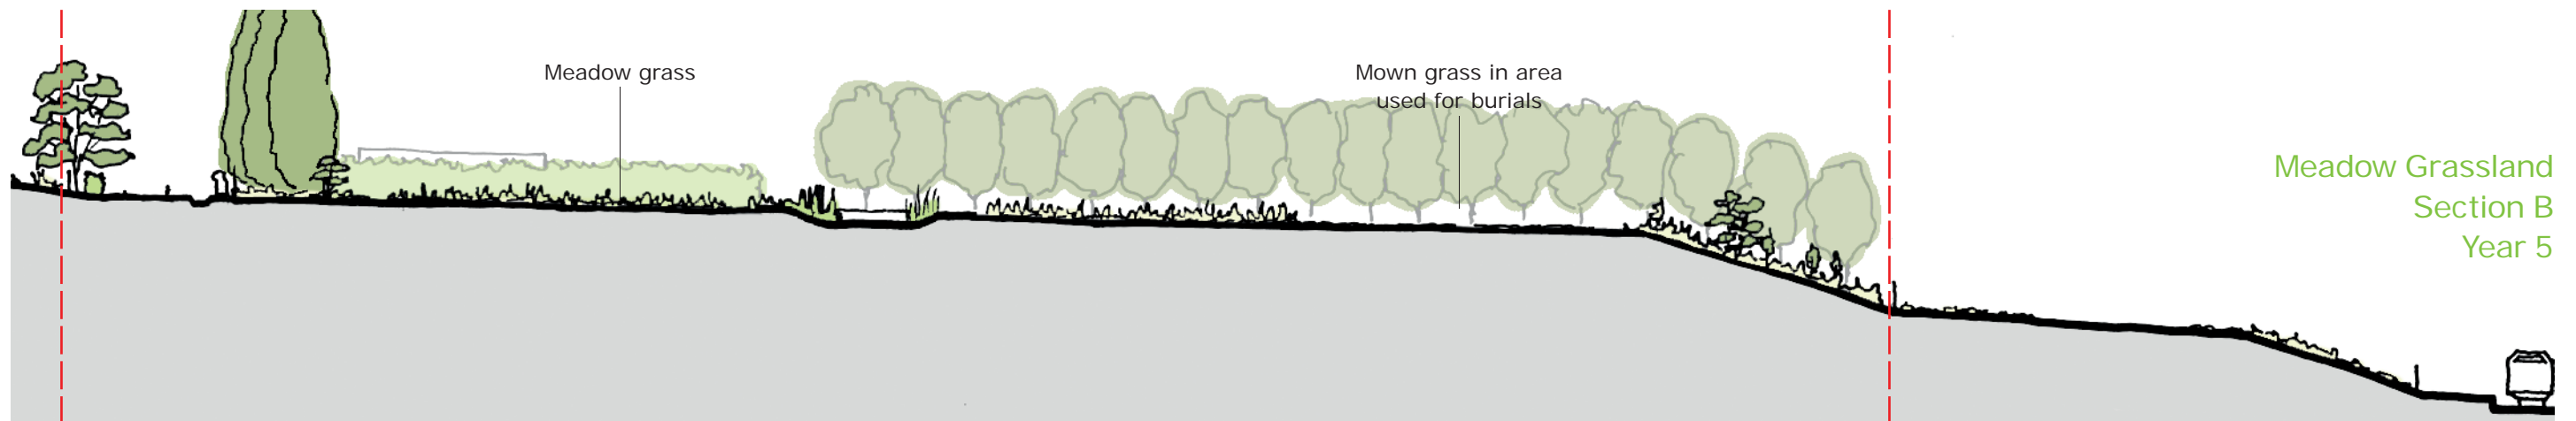 Meadow grass
Mown grass in area
used for burials
Meadow Grassland
Section B
Year 5